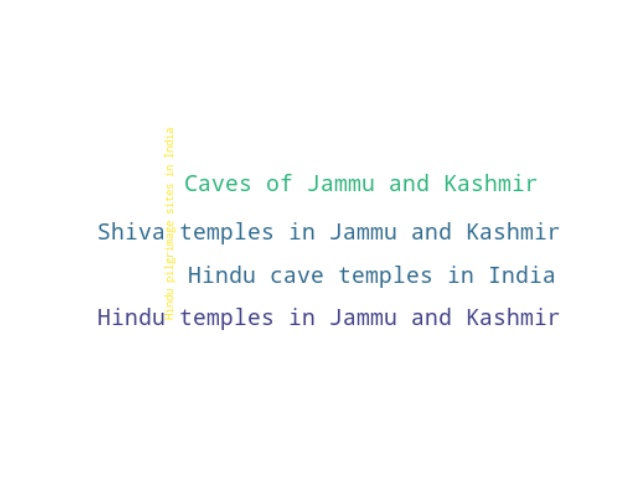 Hindu pilgrimage sites in India
Caves of Jammu and Kashmir
Shiva temples in Jammu and Kashmir
Hindu cave temples in India
Hindu temples in Jammu and Kashmir